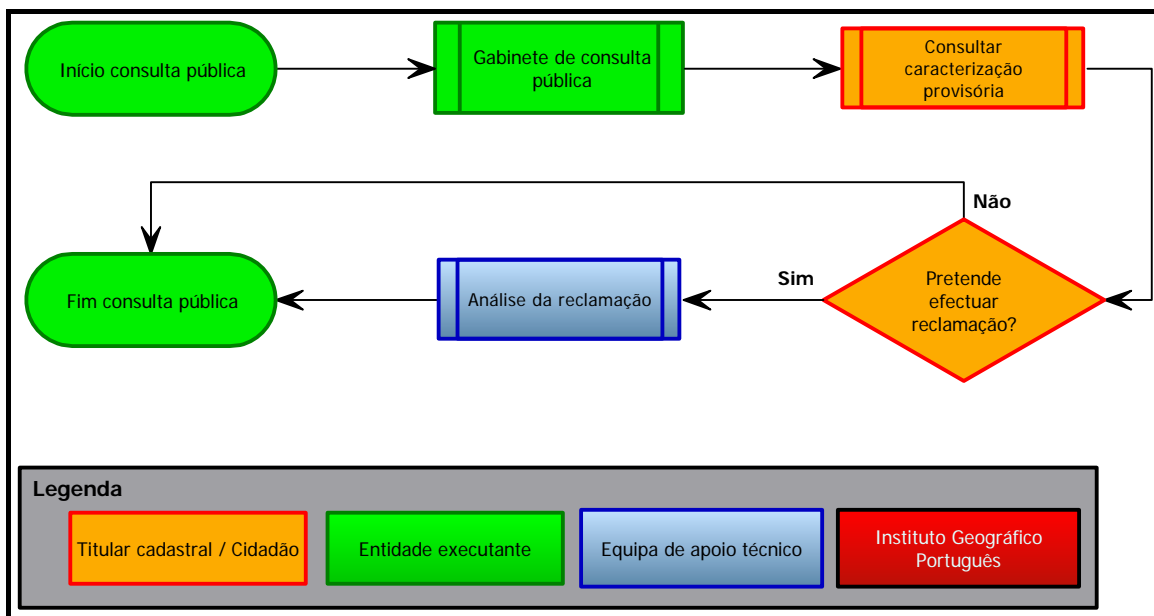 Início consulta pública
Gabinete de consulta
pública
Consultar
caracterização
provisória
Não
Sim
Pretende
efectuar
reclamação?
Análise da reclamação
Fim consulta pública
Legenda
Titular cadastral / Cidadão
Entidade executante
Equipa de apoio técnico
Instituto Geográfico
Português